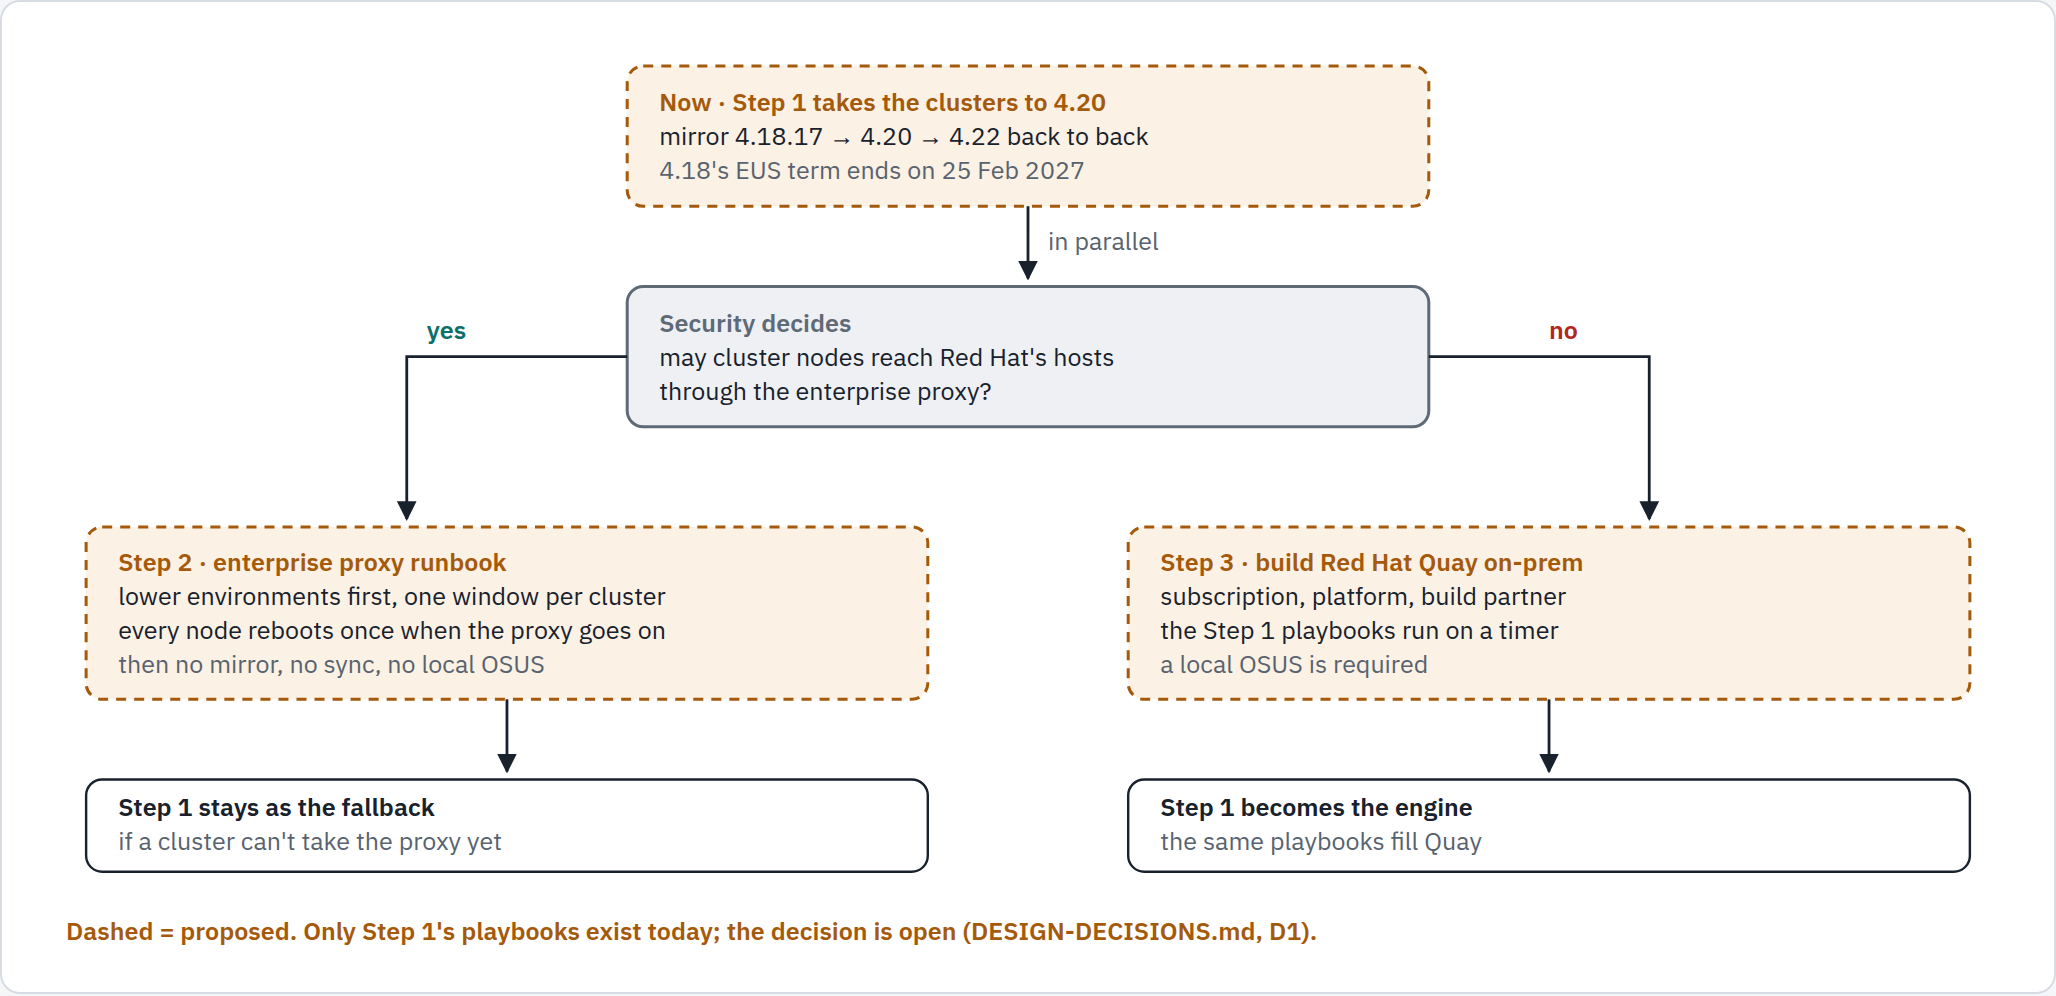 Now · Step 1 takes the clusters to 4.20
mirror 4.18.17 → 4.20 → 4.22 back to back
4.18's EUS term ends on 25 Feb 2027
in parallel
Security decides
may cluster nodes reach Red Hat's hosts
through the enterprise proxy?
yes
no
Step 2 · enterprise proxy runbook
lower environments first, one window per cluster
every node reboots once when the proxy goes on
then no mirror, no sync, no local OSUS
Step 3 · build Red Hat Quay on-prem
subscription, platform, build partner
the Step 1 playbooks run on a timer
a local OSUS is required
Step 1 stays as the fallback
if a cluster can't take the proxy yet
Step 1 becomes the engine
the same playbooks fill Quay
Dashed = proposed. Only Step 1's playbooks exist today; the decision is open (DESIGN-DECISIONS.md, D1).